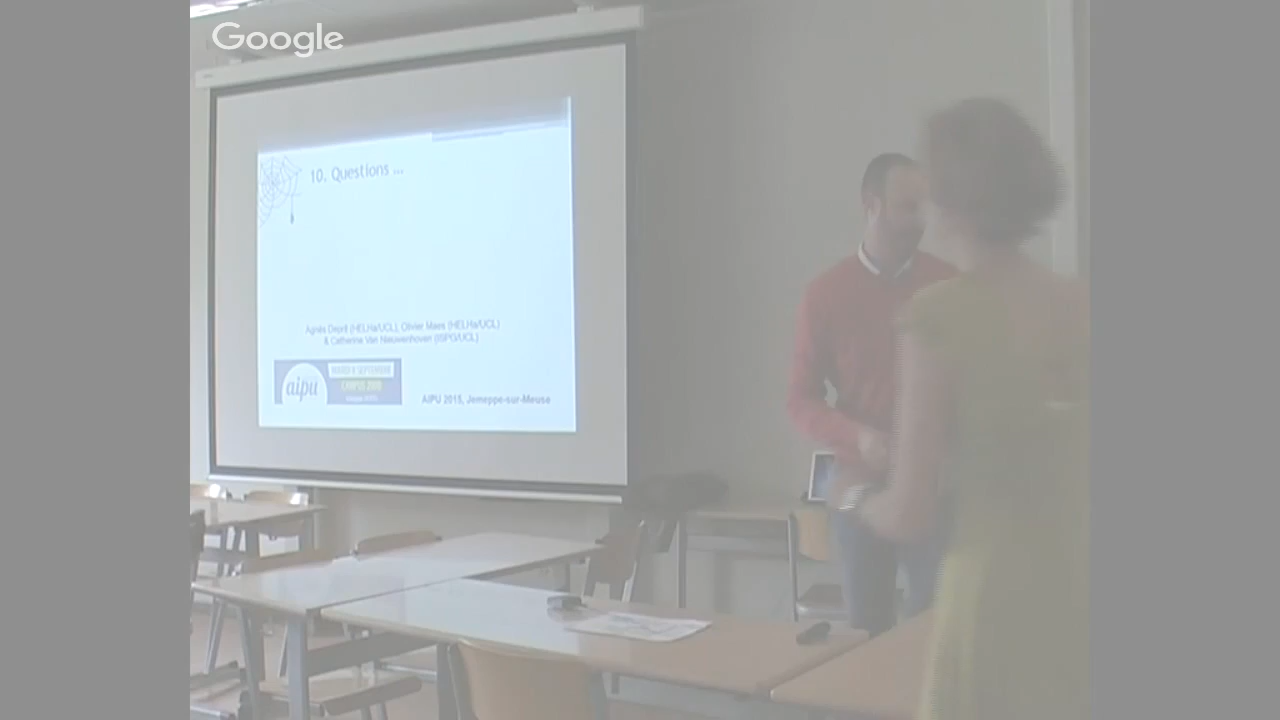 Google
10. Questions ...
Agnès Deprit (HELHa/UCL), Olivier Maes (HELHa/UCL)
& Catherine Van Nieuwenhoven (ISIPG/UCL)
aipu
AIPU 2015, Jemeppe-sur-Meuse